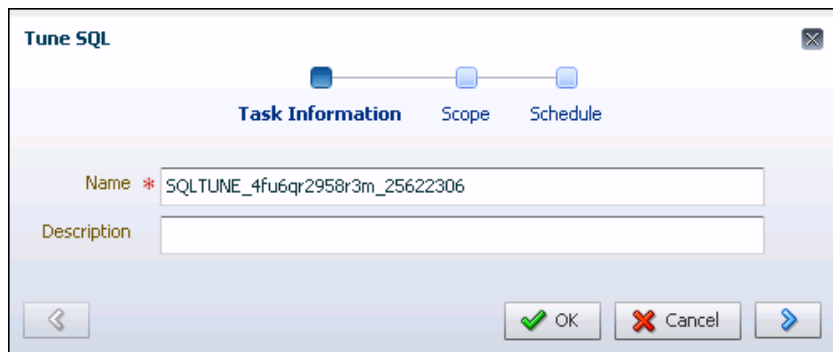 Tune SQL
Task Information Scope Schedule
Name * SQLTUNE_4fu6qr2958r3m_25622306
Description
OK Cancel